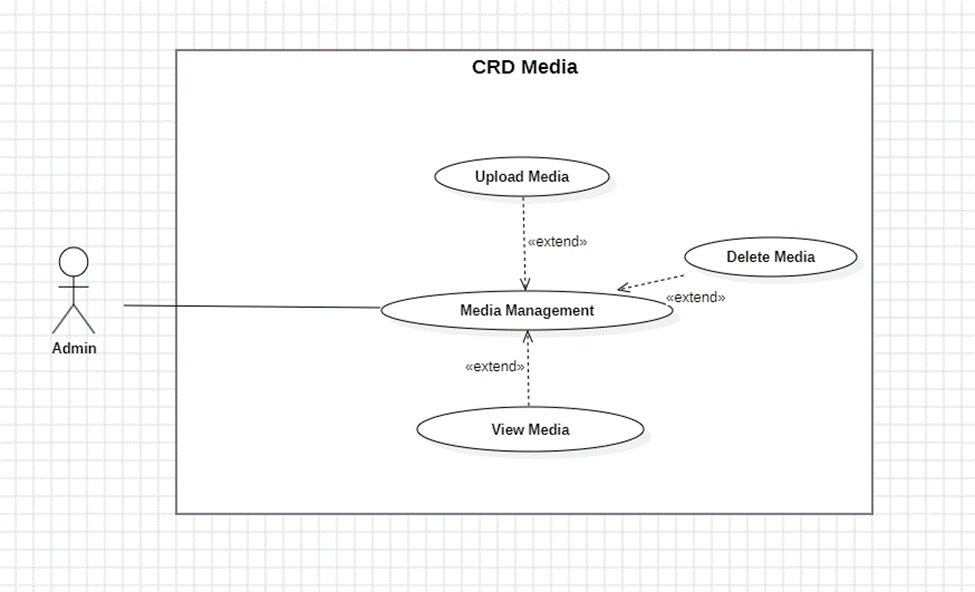 CRD Media
Upload Media
«extend»
Delete Media
«extend»
Media Management
Admin
«extend»
View Media